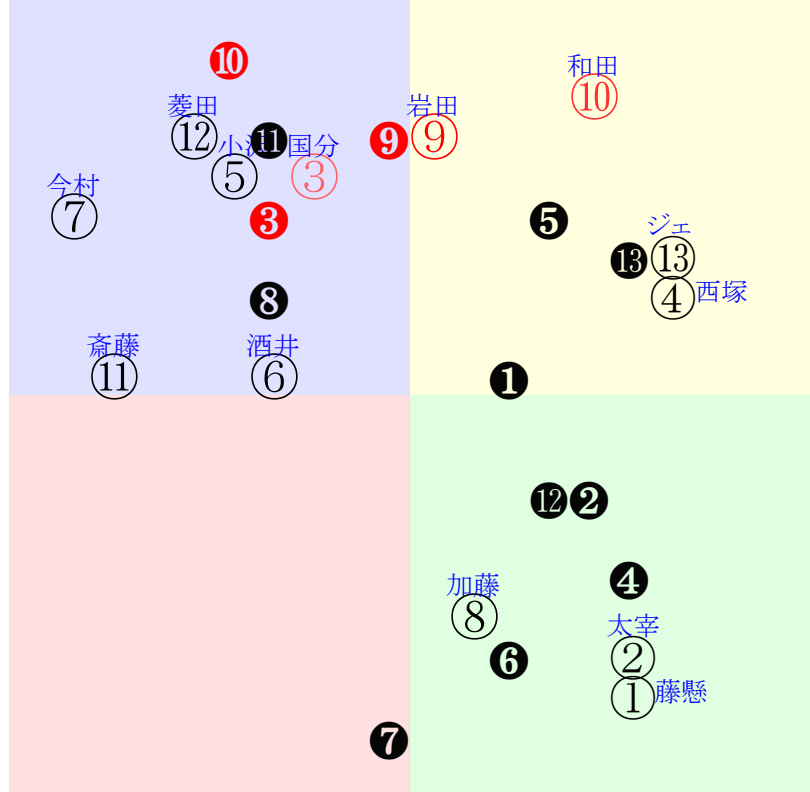 ❿
和田
⑩
菱田
⑫
岩田
⑨
❾
⓫
国分
③
⑤
今村
⑦
❸
❺
ジェ
⑬
⓭
④西塚
❽
斎藤
⑪
酒井
⑥
❶
⓬❷
❹
加藤
⑧
太宰
②
❻
①藤懸
❼